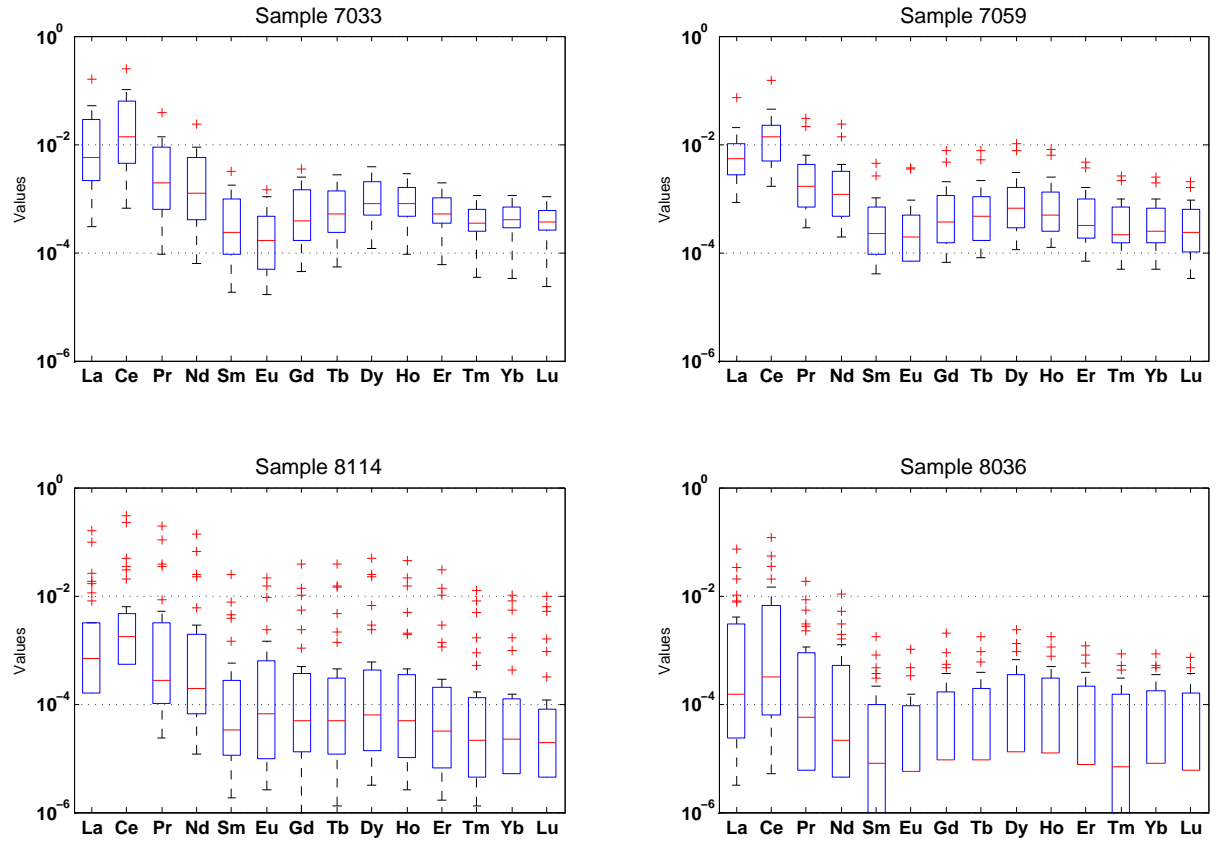 Sample 7033
Values
10^0
10^-2
10^-4
10^-6
La Ce Pr Nd Sm Eu Gd Tb Dy Ho Er Tm Yb Lu
Sample 7059
Values
10^0
10^-2
10^-4
10^-6
La Ce Pr Nd Sm Eu Gd Tb Dy Ho Er Tm Yb Lu
Sample 8114
Values
10^0
10^-2
10^-4
10^-6
La Ce Pr Nd Sm Eu Gd Tb Dy Ho Er Tm Yb Lu
Sample 8036
Values
10^0
10^-2
10^-4
10^-6
La Ce Pr Nd Sm Eu Gd Tb Dy Ho Er Tm Yb Lu